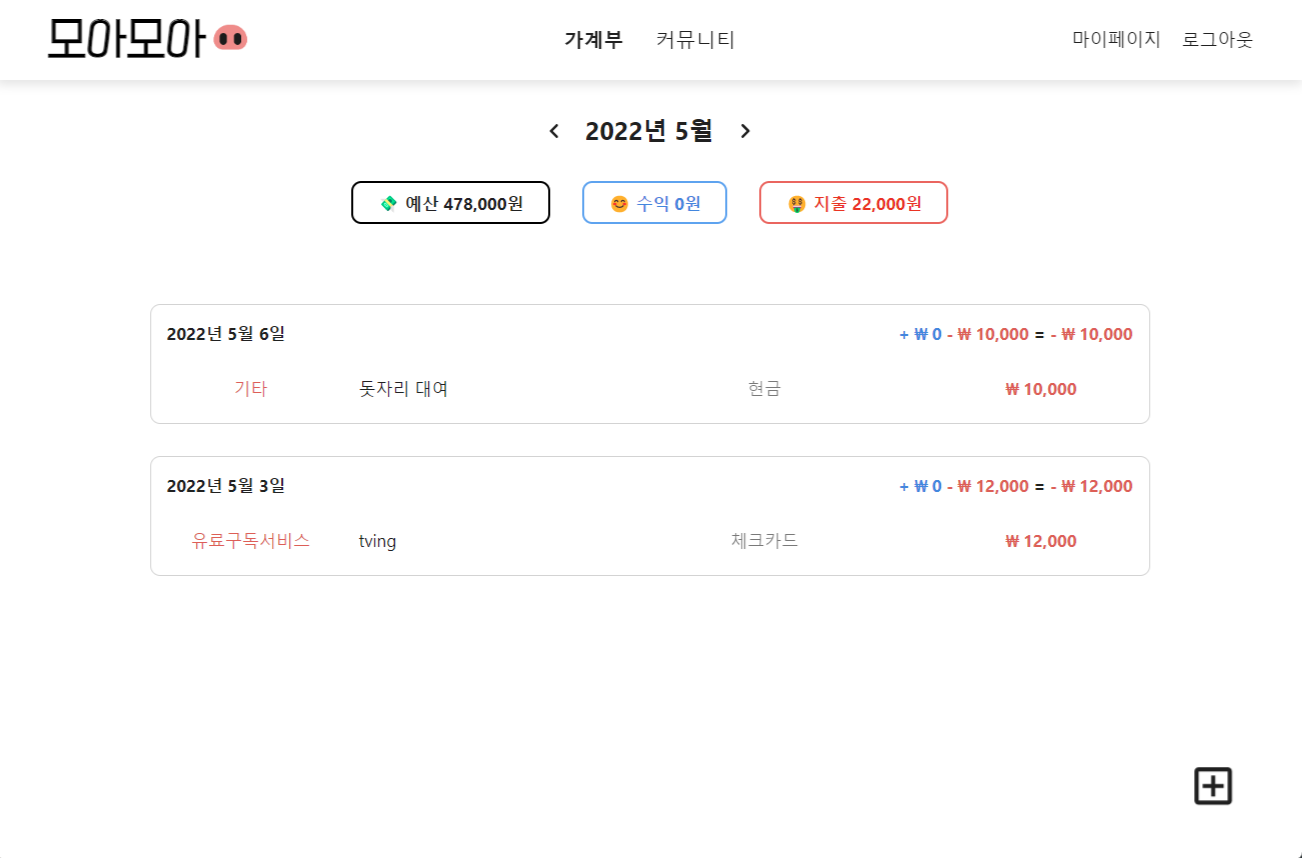 모아모아 가계부 커뮤니티 마이페이지 로그아웃
2022년 5월
예산 478,000원 수익 0원 지출 22,000원
2022년 5월 6일 + ₩ 0 - ₩ 10,000 = - ₩ 10,000
기타 돗자리 대여 현금 ₩ 10,000
2022년 5월 3일 + ₩ 0 - ₩ 12,000 = - ₩ 12,000
유료구독서비스 tving 체크카드 ₩ 12,000